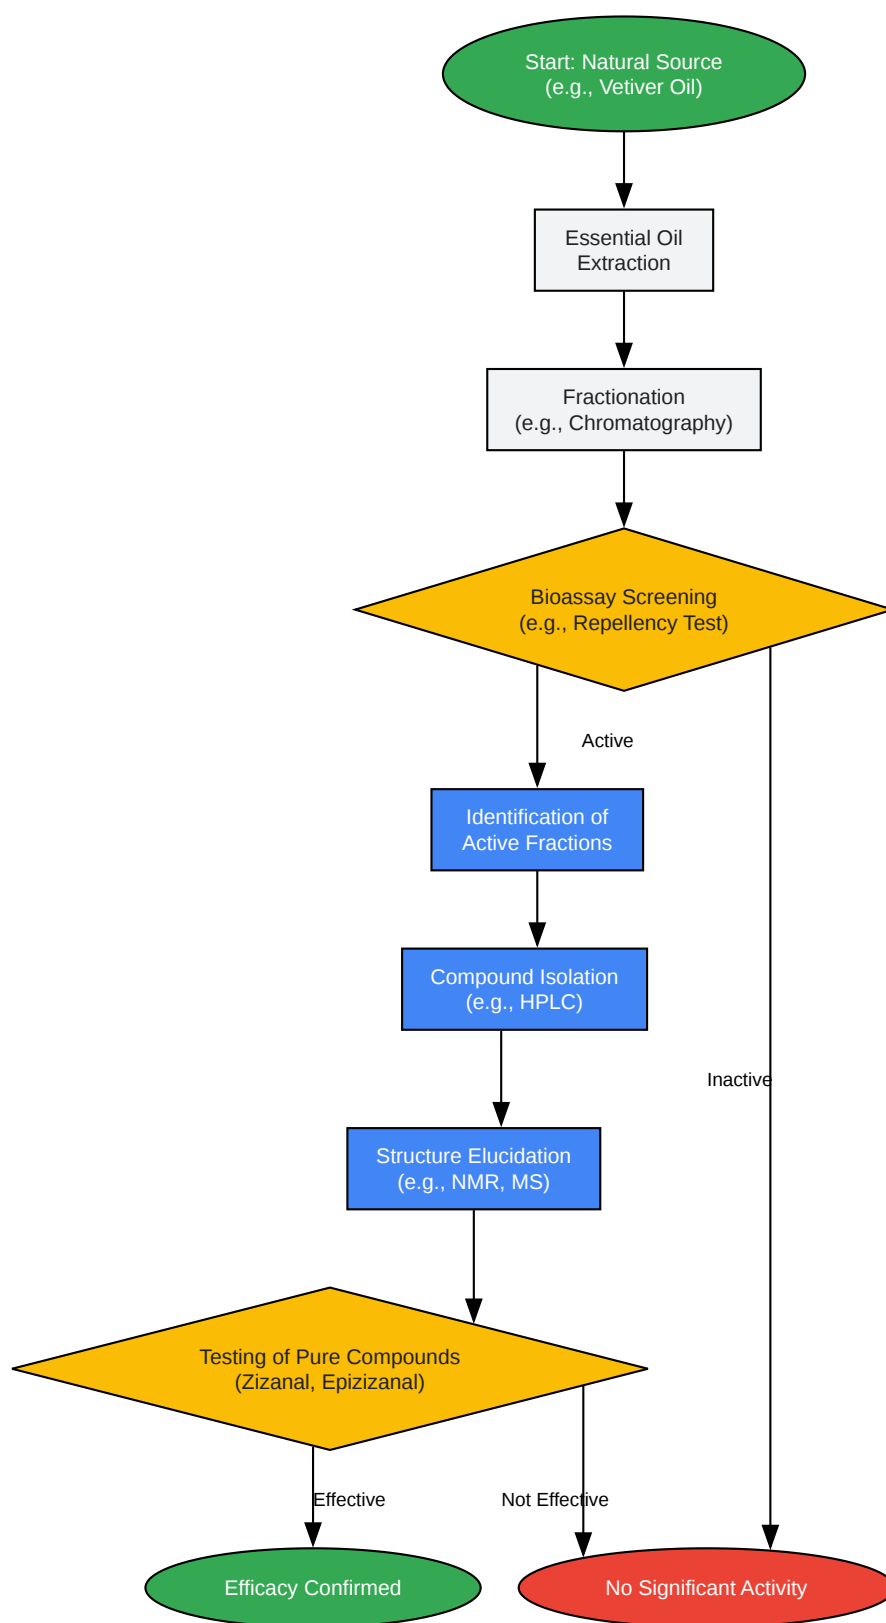 Start: Natural Source
(e.g., Vetiver Oil)
Essential Oil
Extraction
Fractionation
(e.g., Chromatography)
Bioassay Screening
(e.g., Repellency Test)
Active
Identification of
Active Fractions
Compound Isolation
(e.g., HPLC)
Inactive
Structure Elucidation
(e.g., NMR, MS)
Testing of Pure Compounds
(Zizanal, Epizizanal)
Effective
Not Effective
Efficacy Confirmed
No Significant Activity